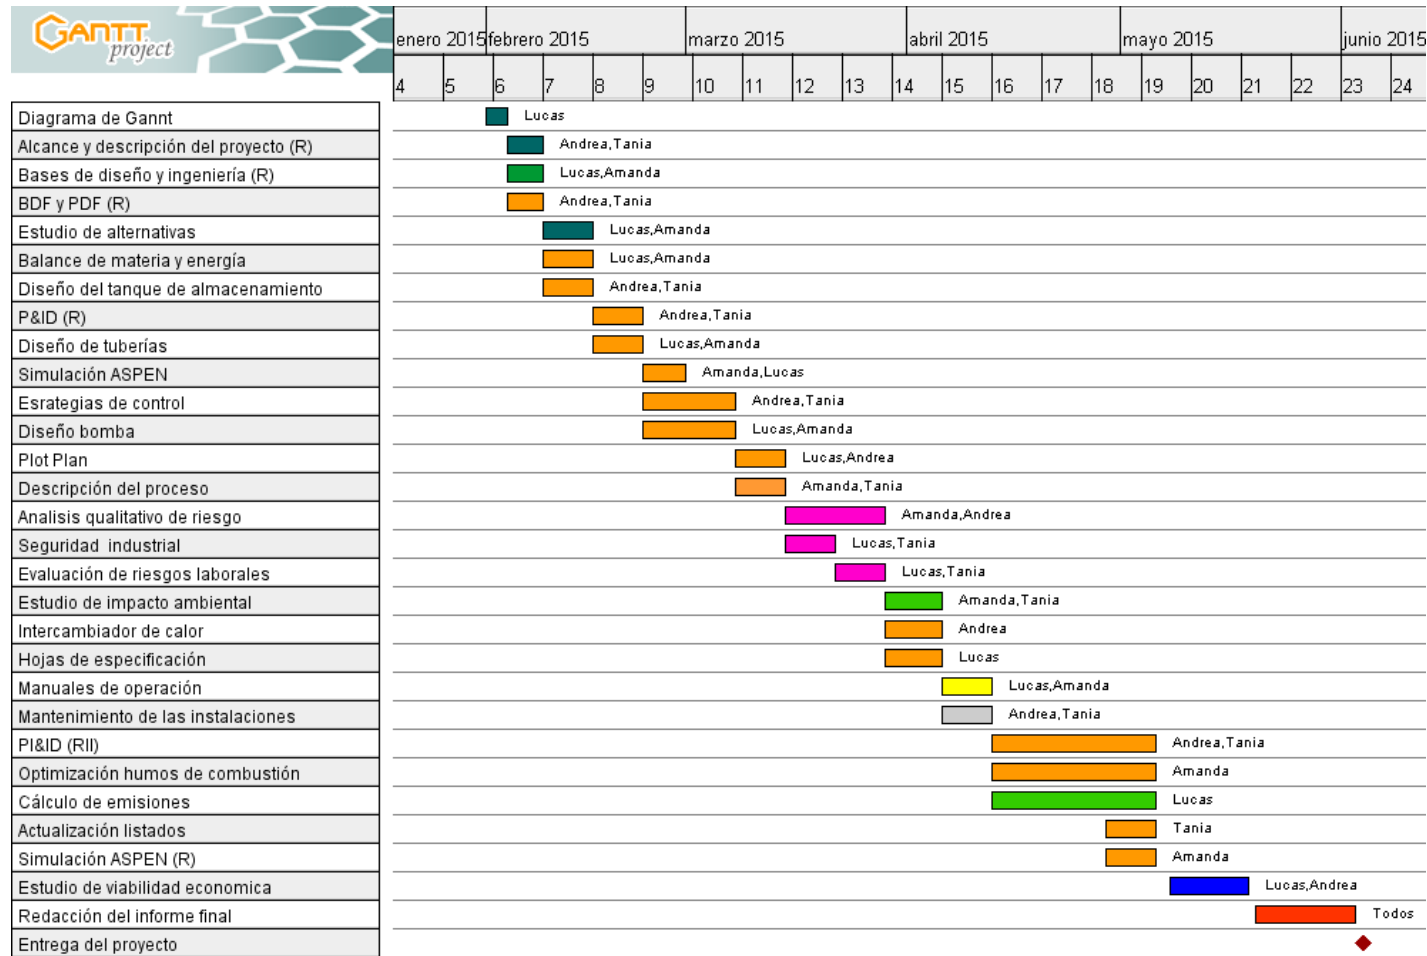 GANTT
project
enero 2015 febrero 2015 marzo 2015 abril 2015 mayo 2015 junio 2015
4 5 6 7 8 9 10 11 12 13 14 15 16 17 18 19 20 21 22 23 24
Diagrama de Gannt Lucas
Alcance y descripción del proyecto (R) Andrea,Tania
Bases de diseño y ingeniería (R) Lucas,Amanda
BDF y PDF (R) Andrea,Tania
Estudio de alternativas Lucas,Amanda
Balance de materia y energía Lucas,Amanda
Diseño del tanque de almacenamiento Andrea,Tania
P&ID (R) Andrea,Tania
Diseño de tuberías Lucas,Amanda
Simulación ASPEN Amanda,Lucas
Esrategias de control Andrea,Tania
Diseño bomba Lucas,Amanda
Plot Plan Lucas,Andrea
Descripción del proceso Amanda,Tania
Analisis qualitativo de riesgo Amanda,Andrea
Seguridad industrial Lucas,Tania
Evaluación de riesgos laborales Lucas,Tania
Estudio de impacto ambiental Amanda,Tania
Intercambiador de calor Andrea
Hojas de especificación Lucas
Manuales de operación Lucas,Amanda
Mantenimiento de las instalaciones Andrea,Tania
PI&ID (RII) Andrea,Tania
Optimización humos de combustión Amanda
Cálculo de emisiones Lucas
Actualización listados Tania
Simulación ASPEN (R) Amanda
Estudio de viabilidad economica Lucas,Andrea
Redacción del informe final Todos
Entrega del proyecto